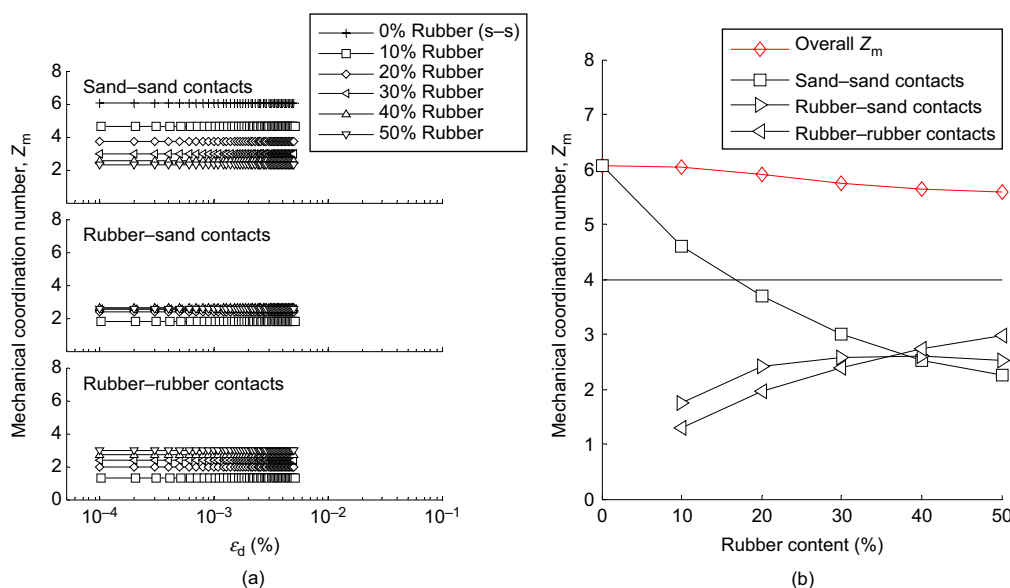 0% Rubber (s–s)
10% Rubber
20% Rubber
30% Rubber
40% Rubber
50% Rubber
Mechanical coordination number, Zm
8
Sand–sand contacts
6
4
2
8
Rubber–sand contacts
6
4
2
0
8
Rubber–rubber contacts
6
4
2
0
10–4
10–3
10–2
10–1
εd (%)
(a)
Overall Zm
Sand–sand contacts
Rubber–sand contacts
Rubber–rubber contacts
Mechanical coordination number, Zm
8
7
6
5
4
3
2
1
0
0
10
20
30
40
50
Rubber content (%)
(b)